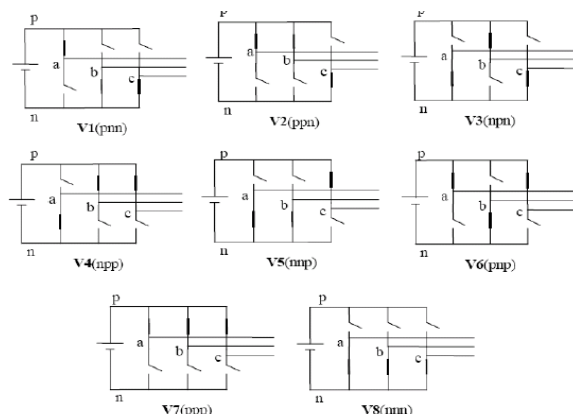 p p p
a b c
a b c
a b c
n n n
V1(pnn) V2(ppn) V3(npn)
p p p
a b c
a b c
a b c
n n n
V4(npp) V5(nnp) V6(pnp)
p p
a b c
a b c
n n
V7(ppp) V8(nnn)